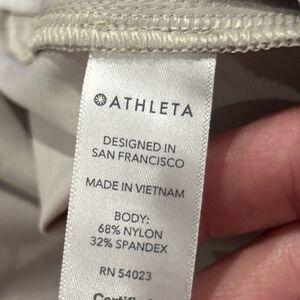 ATHLETA
DESIGNED IN
SAN FRANCISCO
MADE IN VIETNAM
BODY:
68% NYLON
32% SPANDEX
RN 54023